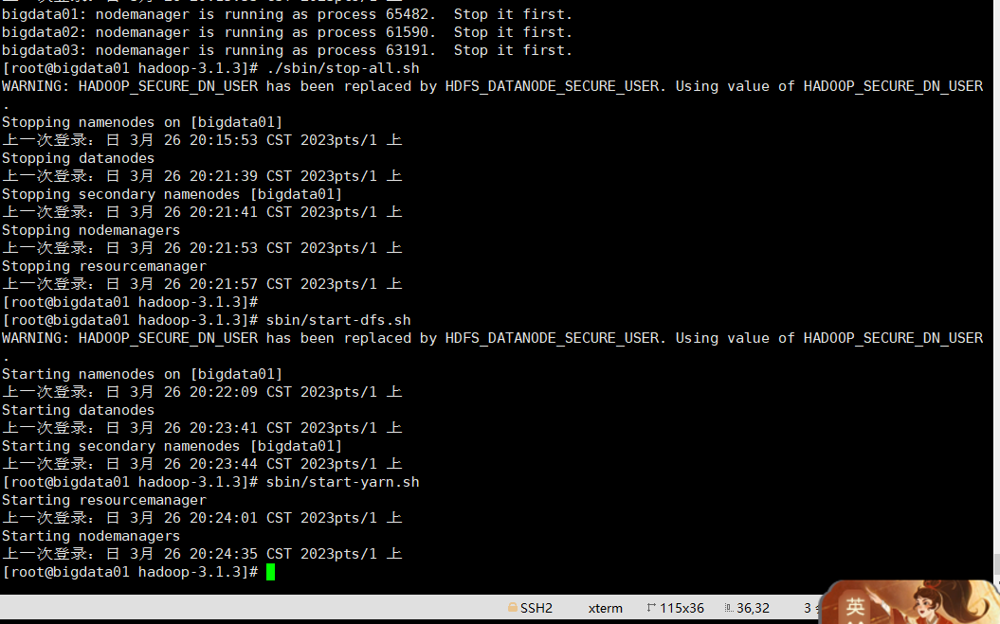 bigdata01: nodemanager is running as process 65482.  Stop it first.
bigdata02: nodemanager is running as process 61590.  Stop it first.
bigdata03: nodemanager is running as process 63191.  Stop it first.
[root@bigdata01 hadoop-3.1.3]# ./sbin/stop-all.sh
WARNING: HADOOP_SECURE_DN_USER has been replaced by HDFS_DATANODE_SECURE_USER. Using value of HADOOP_SECURE_DN_USER
.
Stopping namenodes on [bigdata01]
上一次登录：日 3月 26 20:15:53 CST 2023pts/1 上
Stopping datanodes
上一次登录：日 3月 26 20:21:39 CST 2023pts/1 上
Stopping secondary namenodes [bigdata01]
上一次登录：日 3月 26 20:21:41 CST 2023pts/1 上
Stopping nodemanagers
上一次登录：日 3月 26 20:21:53 CST 2023pts/1 上
Stopping resourcemanager
上一次登录：日 3月 26 20:21:57 CST 2023pts/1 上
[root@bigdata01 hadoop-3.1.3]#
[root@bigdata01 hadoop-3.1.3]# sbin/start-dfs.sh
WARNING: HADOOP_SECURE_DN_USER has been replaced by HDFS_DATANODE_SECURE_USER. Using value of HADOOP_SECURE_DN_USER
.
Starting namenodes on [bigdata01]
上一次登录：日 3月 26 20:22:09 CST 2023pts/1 上
Starting datanodes
上一次登录：日 3月 26 20:23:41 CST 2023pts/1 上
Starting secondary namenodes [bigdata01]
上一次登录：日 3月 26 20:23:44 CST 2023pts/1 上
[root@bigdata01 hadoop-3.1.3]# sbin/start-yarn.sh
Starting resourcemanager
上一次登录：日 3月 26 20:24:01 CST 2023pts/1 上
Starting nodemanagers
上一次登录：日 3月 26 20:24:35 CST 2023pts/1 上
[root@bigdata01 hadoop-3.1.3]#
SSH2 xterm 115x36 36,32 3
英